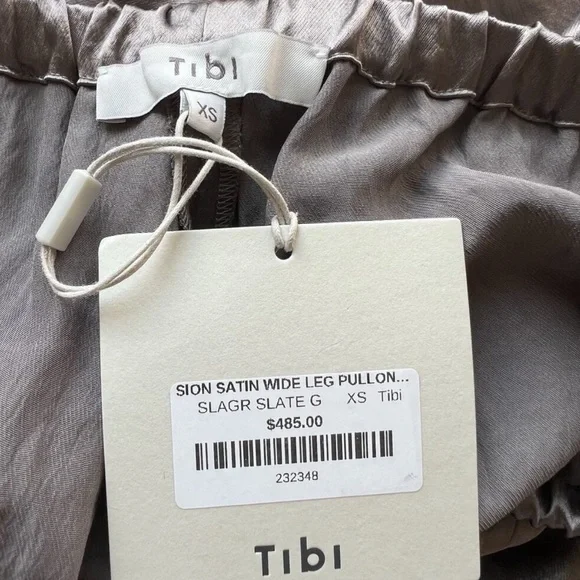 Tibi
XS
SION SATIN WIDE LEG PULLON...
SLAGR SLATE G XS Tibi
$485.00
232348
Tibi